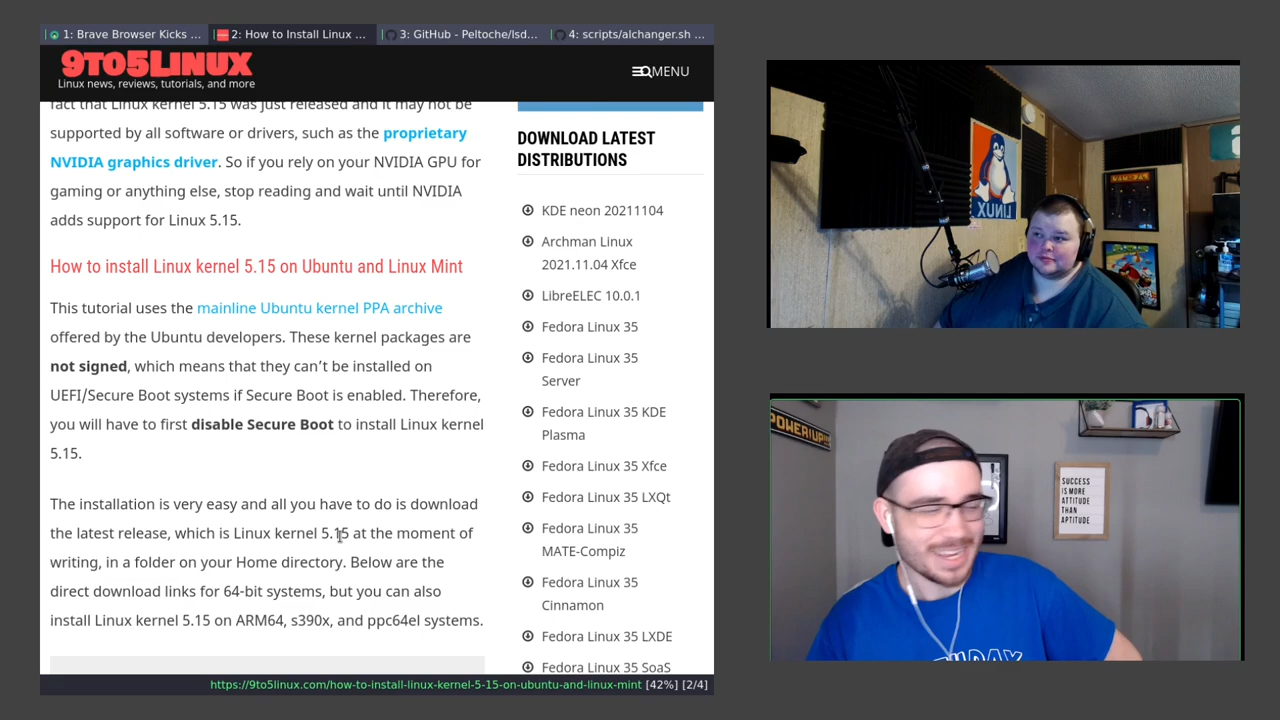 1: Brave Browser Kicks ...
2: How to Install Linux ...
3: GitHub - Peltoche/lsd...
4: scripts/alchanger.sh ...
9TO5LINUX
Linux news, reviews, tutorials, and more
MENU
fact that Linux kernel 5.15 was just released and it may not be
supported by all software or drivers, such as the proprietary
NVIDIA graphics driver. So if you rely on your NVIDIA GPU for
gaming or anything else, stop reading and wait until NVIDIA
adds support for Linux 5.15.
How to install Linux kernel 5.15 on Ubuntu and Linux Mint
This tutorial uses the mainline Ubuntu kernel PPA archive
offered by the Ubuntu developers. These kernel packages are
not signed, which means that they can’t be installed on
UEFI/Secure Boot systems if Secure Boot is enabled. Therefore,
you will have to first disable Secure Boot to install Linux kernel
5.15.
The installation is very easy and all you have to do is download
the latest release, which is Linux kernel 5.15 at the moment of
writing, in a folder on your Home directory. Below are the
direct download links for 64-bit systems, but you can also
install Linux kernel 5.15 on ARM64, s390x, and ppc64el systems.
DOWNLOAD LATEST
DISTRIBUTIONS
KDE neon 20211104
Archman Linux
2021.11.04 Xfce
LibreELEC 10.0.1
Fedora Linux 35
Fedora Linux 35
Server
Fedora Linux 35 KDE
Plasma
Fedora Linux 35 Xfce
Fedora Linux 35 LXQt
Fedora Linux 35
MATE-Compiz
Fedora Linux 35
Cinnamon
Fedora Linux 35 LXDE
Fedora Linux 35 SoaS
https://9to5linux.com/how-to-install-linux-kernel-5-15-on-ubuntu-and-linux-mint [42%] [2/4]
LINUX
POWER/UP
SUCCESS
IS MORE
ATTITUDE
THAN
APTITUDE